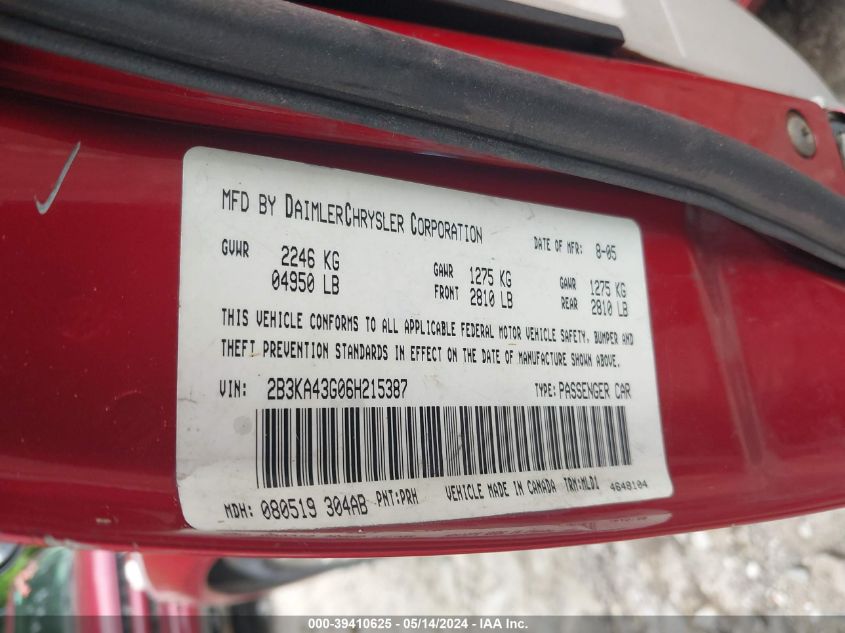 MFD BY DAIMLERCHRYSLER CORPORATION DATE OF MFR: 8-05
GVWR 2246 KG GAWR 1275 KG GAWR 1275 KG
04950 LB FRONT 2810 LB REAR 2810 LB
THIS VEHICLE CONFORMS TO ALL APPLICABLE FEDERAL MOTOR VEHICLE SAFETY, BUMPER AND
THEFT PREVENTION STANDARDS IN EFFECT ON THE DATE OF MANUFACTURE SHOWN ABOVE.
VIN: 2B3KA43G06H215387 TYPE: PASSENGER CAR
MDH: 080519 304AB PNT:PRH VEHICLE MADE IN CANADA TRM:MLD1 4648104
000-39410625 - 05/14/2024 - IAA Inc.